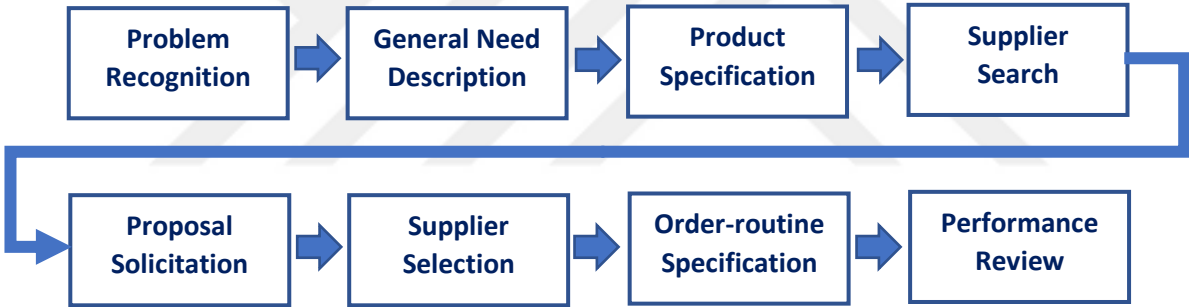 Problem
Recognition
General Need
Description
Product
Specification
Supplier
Search
Proposal
Solicitation
Supplier
Selection
Order-routine
Specification
Performance
Review